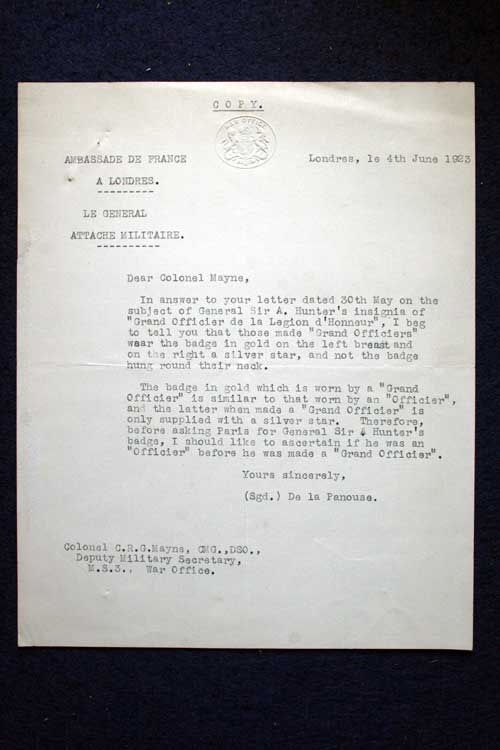 COPY.
WAR OFFICE
AMBASSADE DE FRANCE
A LONDRES.
Londres, le 4th June 1923
LE GENERAL
ATTACHE MILITAIRE.
Dear Colonel Mayne,
In answer to your letter dated 30th May on the
subject of General Sir A. Hunter's insignia of
"Grand Officier de la Legion d'Honneur", I beg
to tell you that those made "Grand Officiers"
wear the badge in gold on the left breast and
on the right a silver star, and not the badge
hung round their neck.
The badge in gold which is worn by a "Grand
Officier" is similar to that worn by an "Officier",
and the latter when made a "Grand Officier" is
only supplied with a silver star. Therefore,
before asking Paris for General Sir A Hunter's
badge, I should like to ascertain if he was an
"Officier" before he was made a "Grand Officier".
Yours sincerely,
(Sgd.) De la Panouse.
Colonel C.R.G.Mayne, CMG.,DSO.,
Deputy Military Secretary,
M.S.3., War Office.